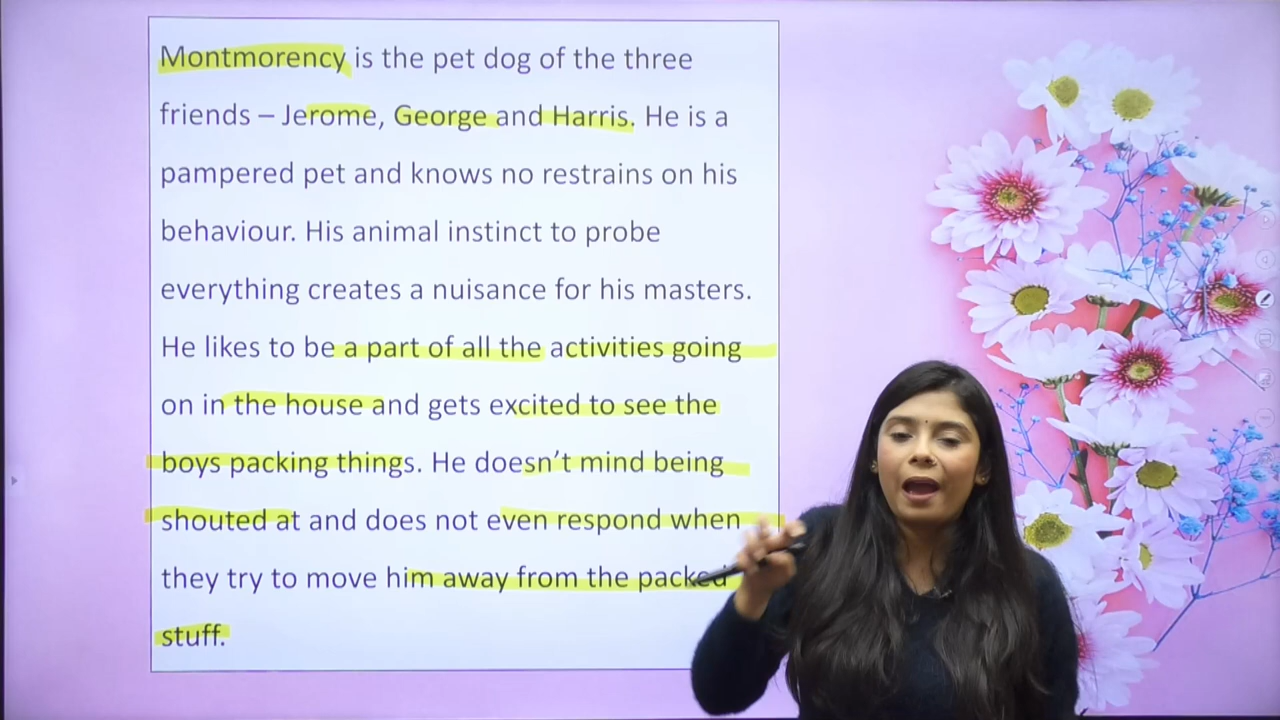 Montmorency is the pet dog of the three
friends – Jerome, George and Harris. He is a
pampered pet and knows no restrains on his
behaviour. His animal instinct to probe
everything creates a nuisance for his masters.
He likes to be a part of all the activities going
on in the house and gets excited to see the
boys packing things. He doesn’t mind being
shouted at and does not even respond when
they try to move him away from the packed
stuff.